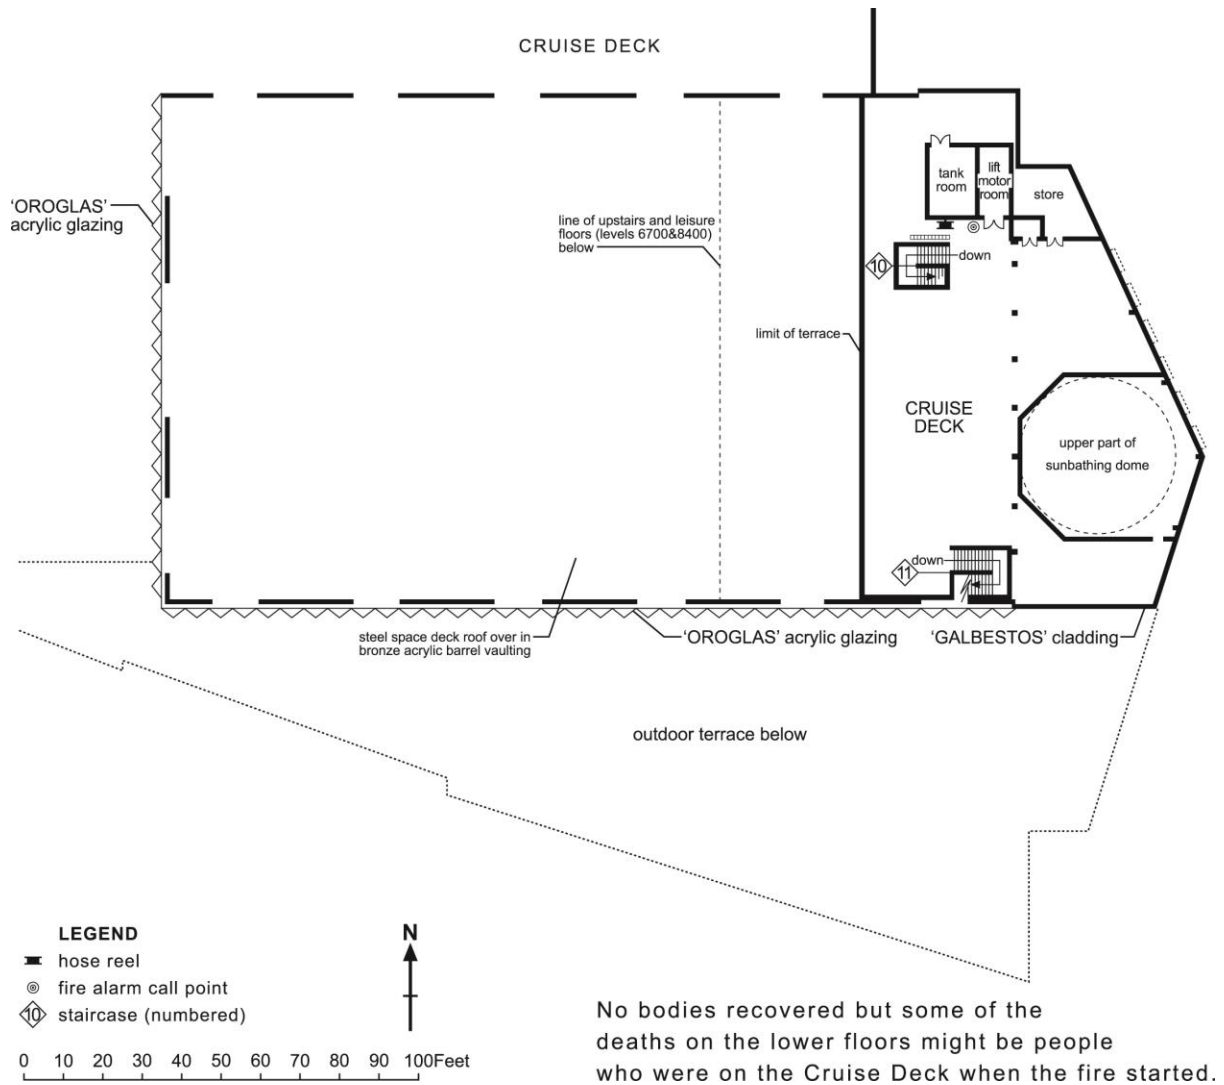 CRUISE DECK
'OROGLAS'
acrylic glazing
tank
room
lift
motor
room
store
line of upstairs and leisure
floors (levels 6700&8400)
below
10
down
limit of terrace
CRUISE
DECK
upper part of
sunbathing dome
11
down
steel space deck roof over in
bronze acrylic barrel vaulting
'OROGLAS' acrylic glazing
'GALBESTOS' cladding
outdoor terrace below
LEGEND
hose reel
fire alarm call point
10 staircase (numbered)
N
0 10 20 30 40 50 60 70 80 90 100Feet
No bodies recovered but some of the
deaths on the lower floors might be people
who were on the Cruise Deck when the fire started.